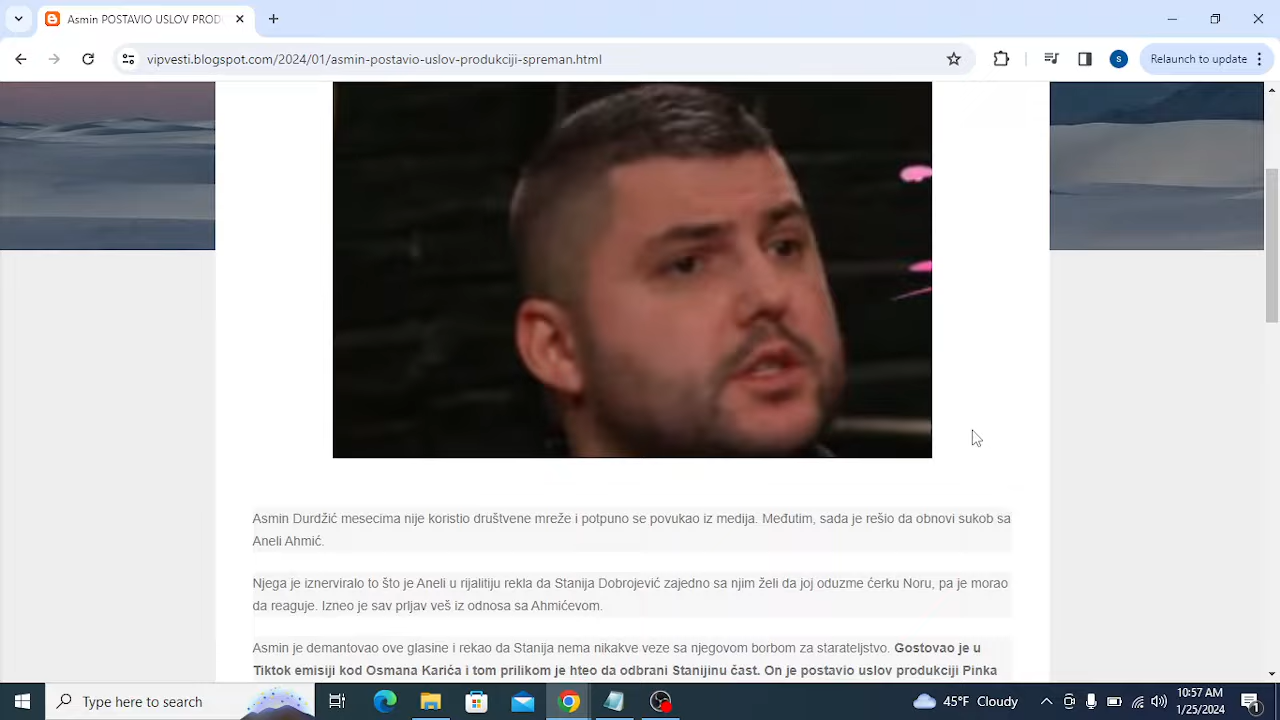 Asmin POSTAVIO USLOV PROD
vipvesti.blogspot.com/2024/01/asmin-postavio-uslov-produkciji-spreman.html
S
Relaunch to update
Asmin Durdžić mesecima nije koristio društvene mreže i potpuno se povukao iz medija. Međutim, sada je rešio da obnovi sukob sa
Aneli Ahmić.
Njega je iznerviralo to što je Aneli u rijalitiju rekla da Stanija Dobrojević zajedno sa njim želi da joj oduzme ćerku Noru, pa je morao
da reaguje. Izneo je sav prljav veš iz odnosa sa Ahmićevom.
Asmin je demantovao ove glasine i rekao da Stanija nema nikakve veze sa njegovom borbom za starateljstvo. Gostovao je u
Tiktok emisiji kod Osmana Karića i tom prilikom je hteo da odbrani Stanijinu čast. On je postavio uslov produkciji Pinka
Type here to search
45°F Cloudy
10:57 AM
1/25/2024
1